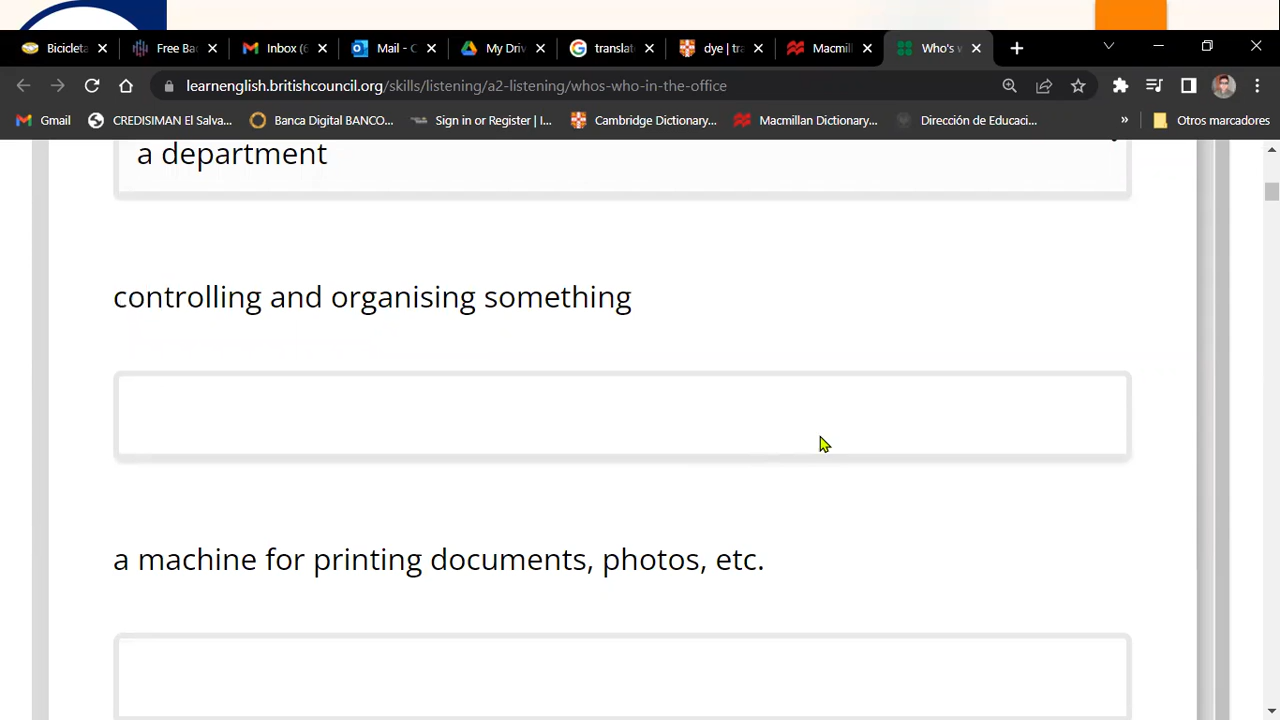 Bicicleta
Free Bac
Inbox (6
Mail - C
My Driv
translat
dye | tra
Macmill
Who's w
learnenglish.britishcouncil.org/skills/listening/a2-listening/whos-who-in-the-office
Gmail
CREDISIMAN El Salva...
Banca Digital BANCO...
Sign in or Register | I...
Cambridge Dictionary...
Macmillan Dictionary...
Dirección de Educaci...
»
Otros marcadores
a department
controlling and organising something
a machine for printing documents, photos, etc.